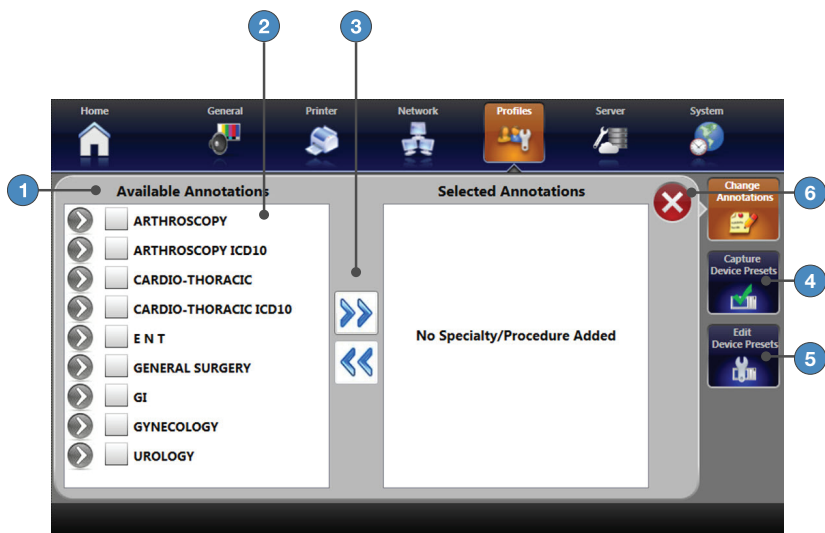 2
3
Home
General
Printer
Network
Profiles
Server
System
1
Available Annotations
Selected Annotations
Change
Annotations
6
ARTHROSCOPY
ARTHROSCOPY ICD10
CARDIO-THORACIC
CARDIO-THORACIC ICD10
E N T
GENERAL SURGERY
GI
GYNECOLOGY
UROLOGY
No Specialty/Procedure Added
Capture
Device Presets
4
Edit
Device Presets
5